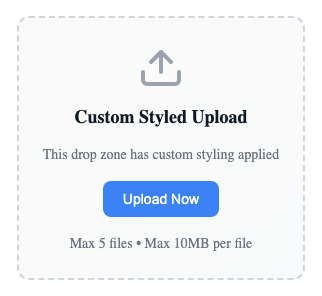 Custom Styled Upload
This drop zone has custom styling applied
Upload Now
Max 5 files • Max 10MB per file